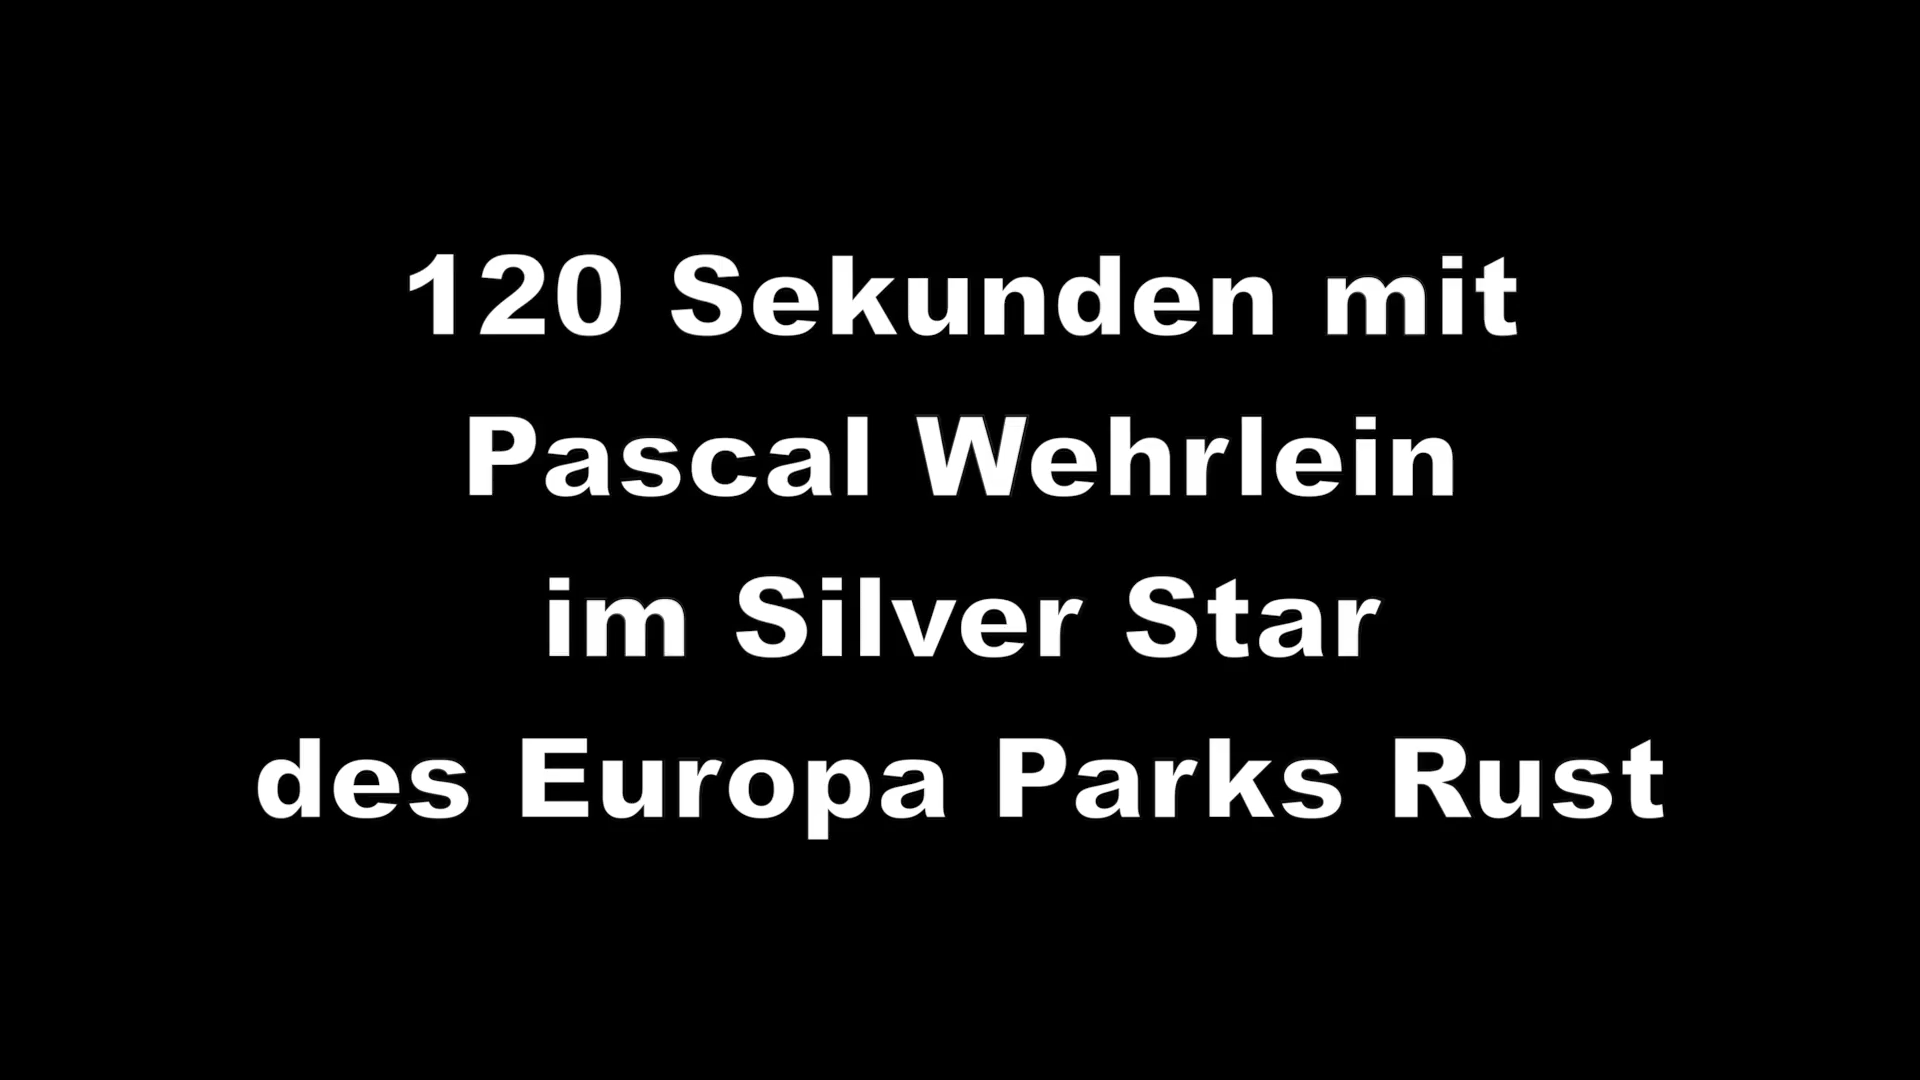 120 Sekunden mit
Pascal Wehrlein
im Silver Star
des Europa Parks Rust